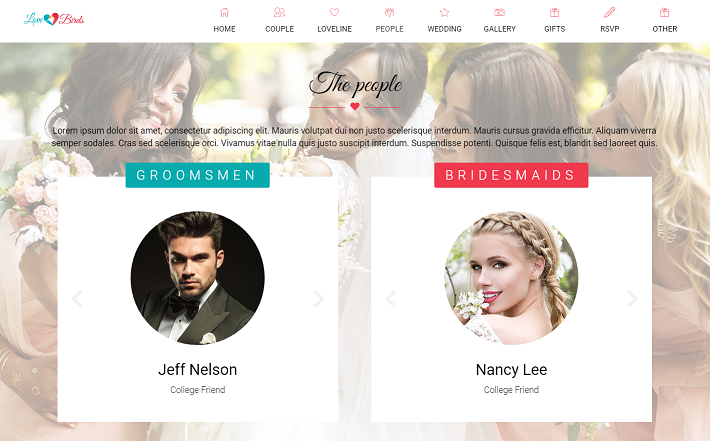 Love Birds
HOME COUPLE LOVELINE PEOPLE WEDDING GALLERY GIFTS RSVP OTHER
The people
Lorem ipsum dolor sit amet, consectetur adipiscing elit. Mauris volutpat dui non justo scelerisque interdum. Mauris cursus gravida efficitur. Aliquam viverra
semper sodales. Cras sed scelerisque orci. Vivamus vitae nulla quis justo suscipit interdum. Suspendisse potenti. Quisque felis est, blandit sed laoreet quis.
GROOMSMEN
Jeff Nelson
College Friend
BRIDESMAIDS
Nancy Lee
College Friend